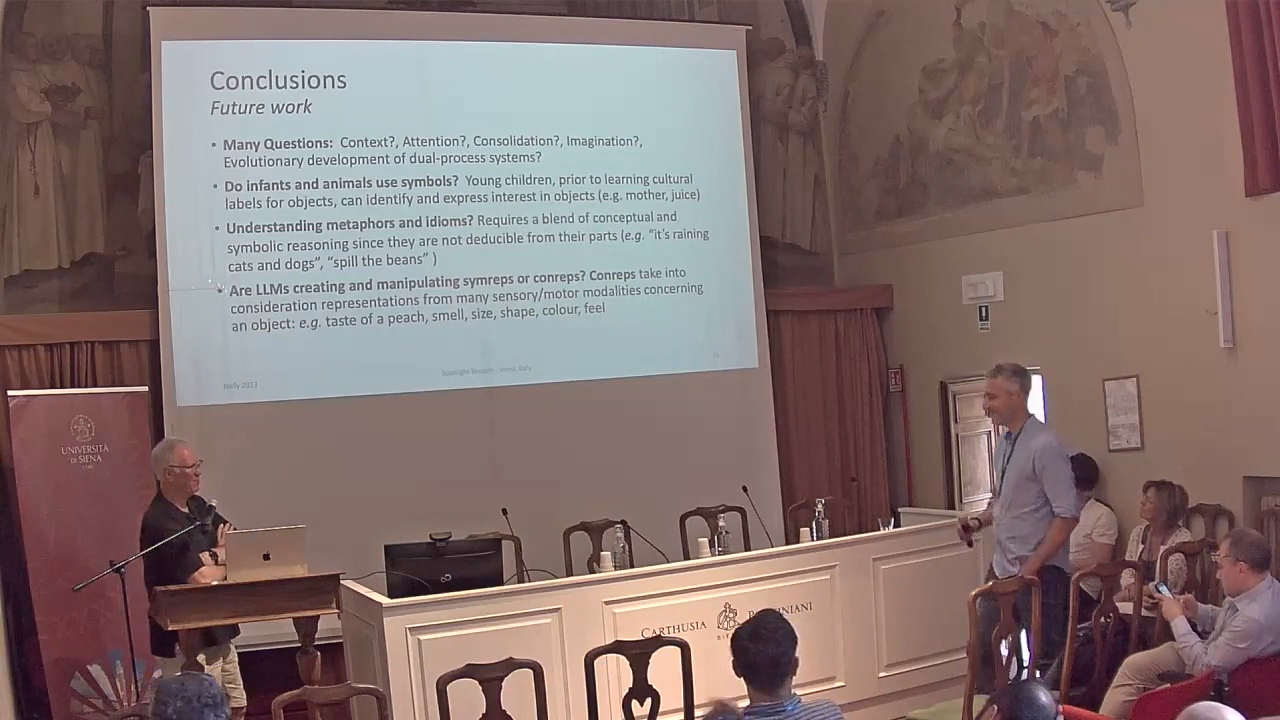 Conclusions
Future work
• Many Questions: Context?, Attention?, Consolidation?, Imagination?,
Evolutionary development of dual-process systems?
• Do infants and animals use symbols? Young children, prior to learning cultural
labels for objects, can identify and express interest in objects (e.g. mother, juice)
• Understanding metaphors and idioms? Requires a blend of conceptual and
symbolic reasoning since they are not deducible from their parts (e.g. “it’s raining
cats and dogs”, “spill the beans” )
• Are LLMs creating and manipulating symreps or conreps? Conreps take into
consideration representations from many sensory/motor modalities concerning
an object: e.g. taste of a peach, smell, size, shape, colour, feel
UNIVERSITÀ
DI SIENA
CARTHUSIA